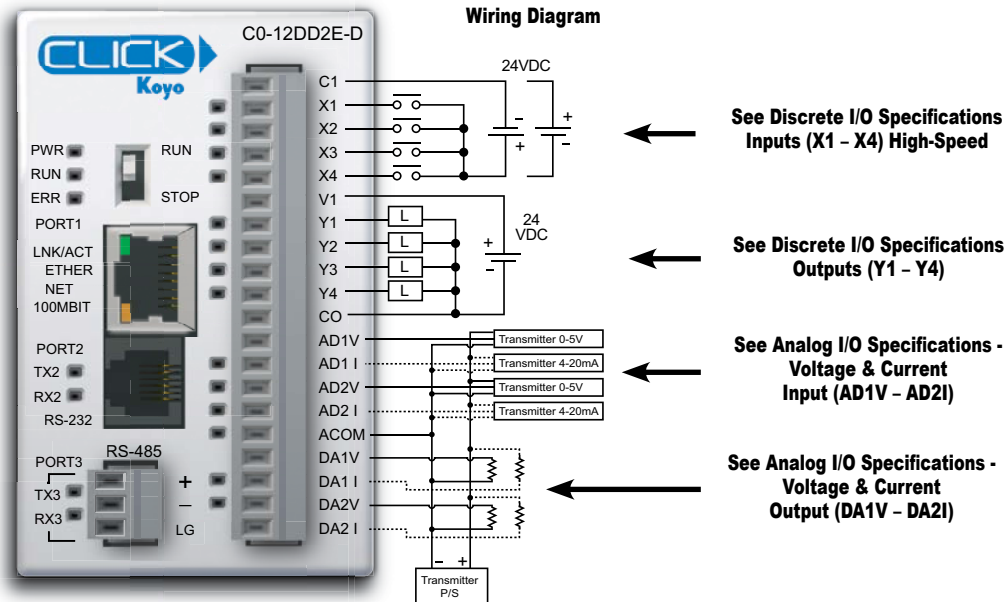 Wiring Diagram
CLICK
Koyo
C0-12DD2E-D
PWR
RUN
ERR
RUN
STOP
PORT1
LNK/ACT
ETHER
NET
100MBIT
PORT2
TX2
RX2
RS-232
PORT3
RS-485
TX3
RX3
+
–
LG
C1
X1
X2
X3
X4
V1
Y1
Y2
Y3
Y4
CO
AD1V
AD1 I
AD2V
AD2 I
ACOM
DA1V
DA1 I
DA2V
DA2 I
24VDC
-
+
+
-
L
L
L
L
24
VDC
+
-
Transmitter 0-5V
Transmitter 4-20mA
Transmitter 0-5V
Transmitter 4-20mA
- +
Transmitter
P/S
See Discrete I/O Specifications
Inputs (X1 – X4) High-Speed
See Discrete I/O Specifications
Outputs (Y1 – Y4)
See Analog I/O Specifications -
Voltage & Current
Input (AD1V – AD2I)
See Analog I/O Specifications -
Voltage & Current
Output (DA1V – DA2I)